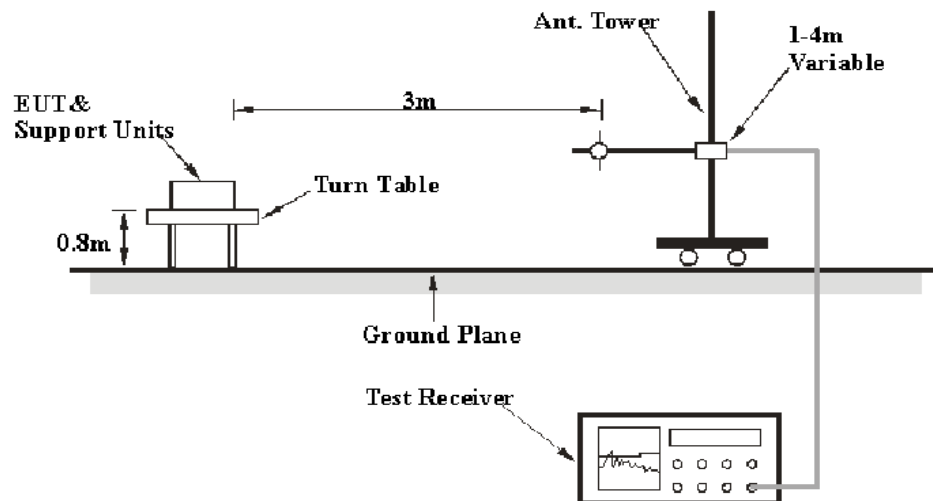 Ant. Tower
1-4m
Variable
3m
EUT&
Support Units
Turn Table
0.8m
Ground Plane
Test Receiver